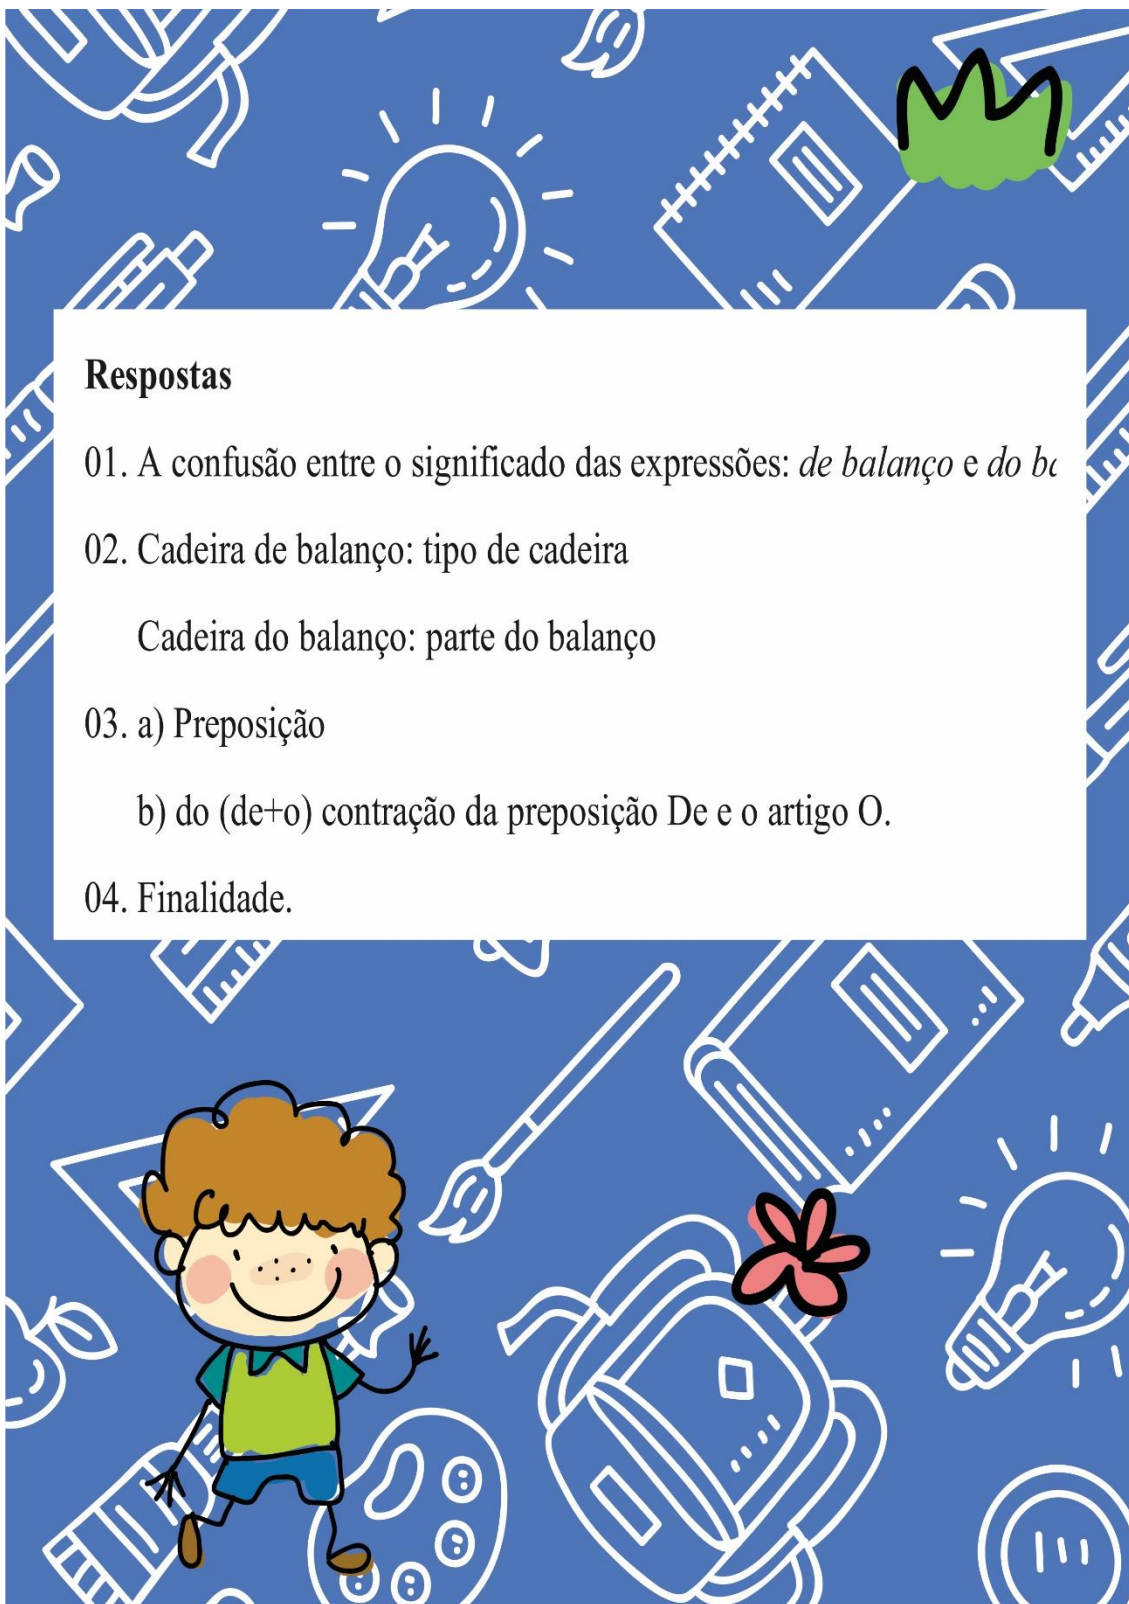 Respostas
01. A confusão entre o significado das expressões: de balanço e do
02. Cadeira de balanço: tipo de cadeira
Cadeira do balanço: parte do balanço
03. a) Preposição
b) do (de+o) contração da preposição De e o artigo O.
04. Finalidade.